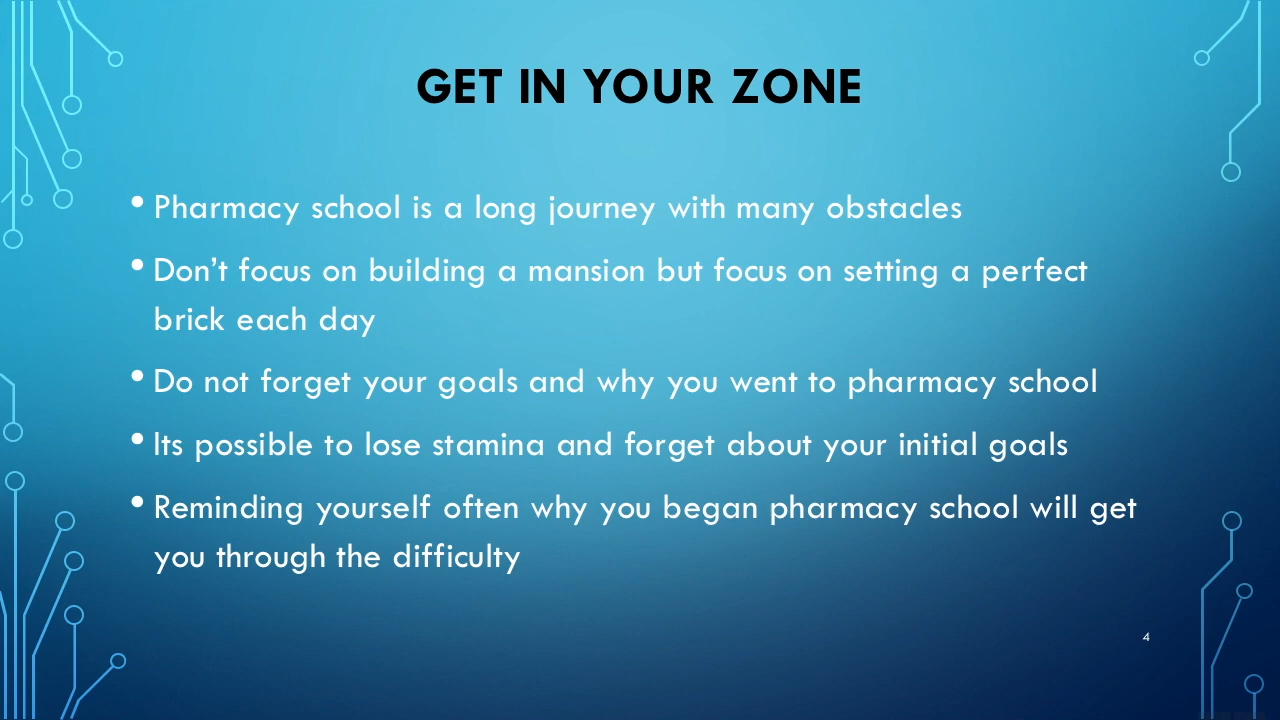 GET IN YOUR ZONE
• Pharmacy school is a long journey with many obstacles
• Don’t focus on building a mansion but focus on setting a perfect
brick each day
• Do not forget your goals and why you went to pharmacy school
• Its possible to lose stamina and forget about your initial goals
• Reminding yourself often why you began pharmacy school will get
you through the difficulty
4